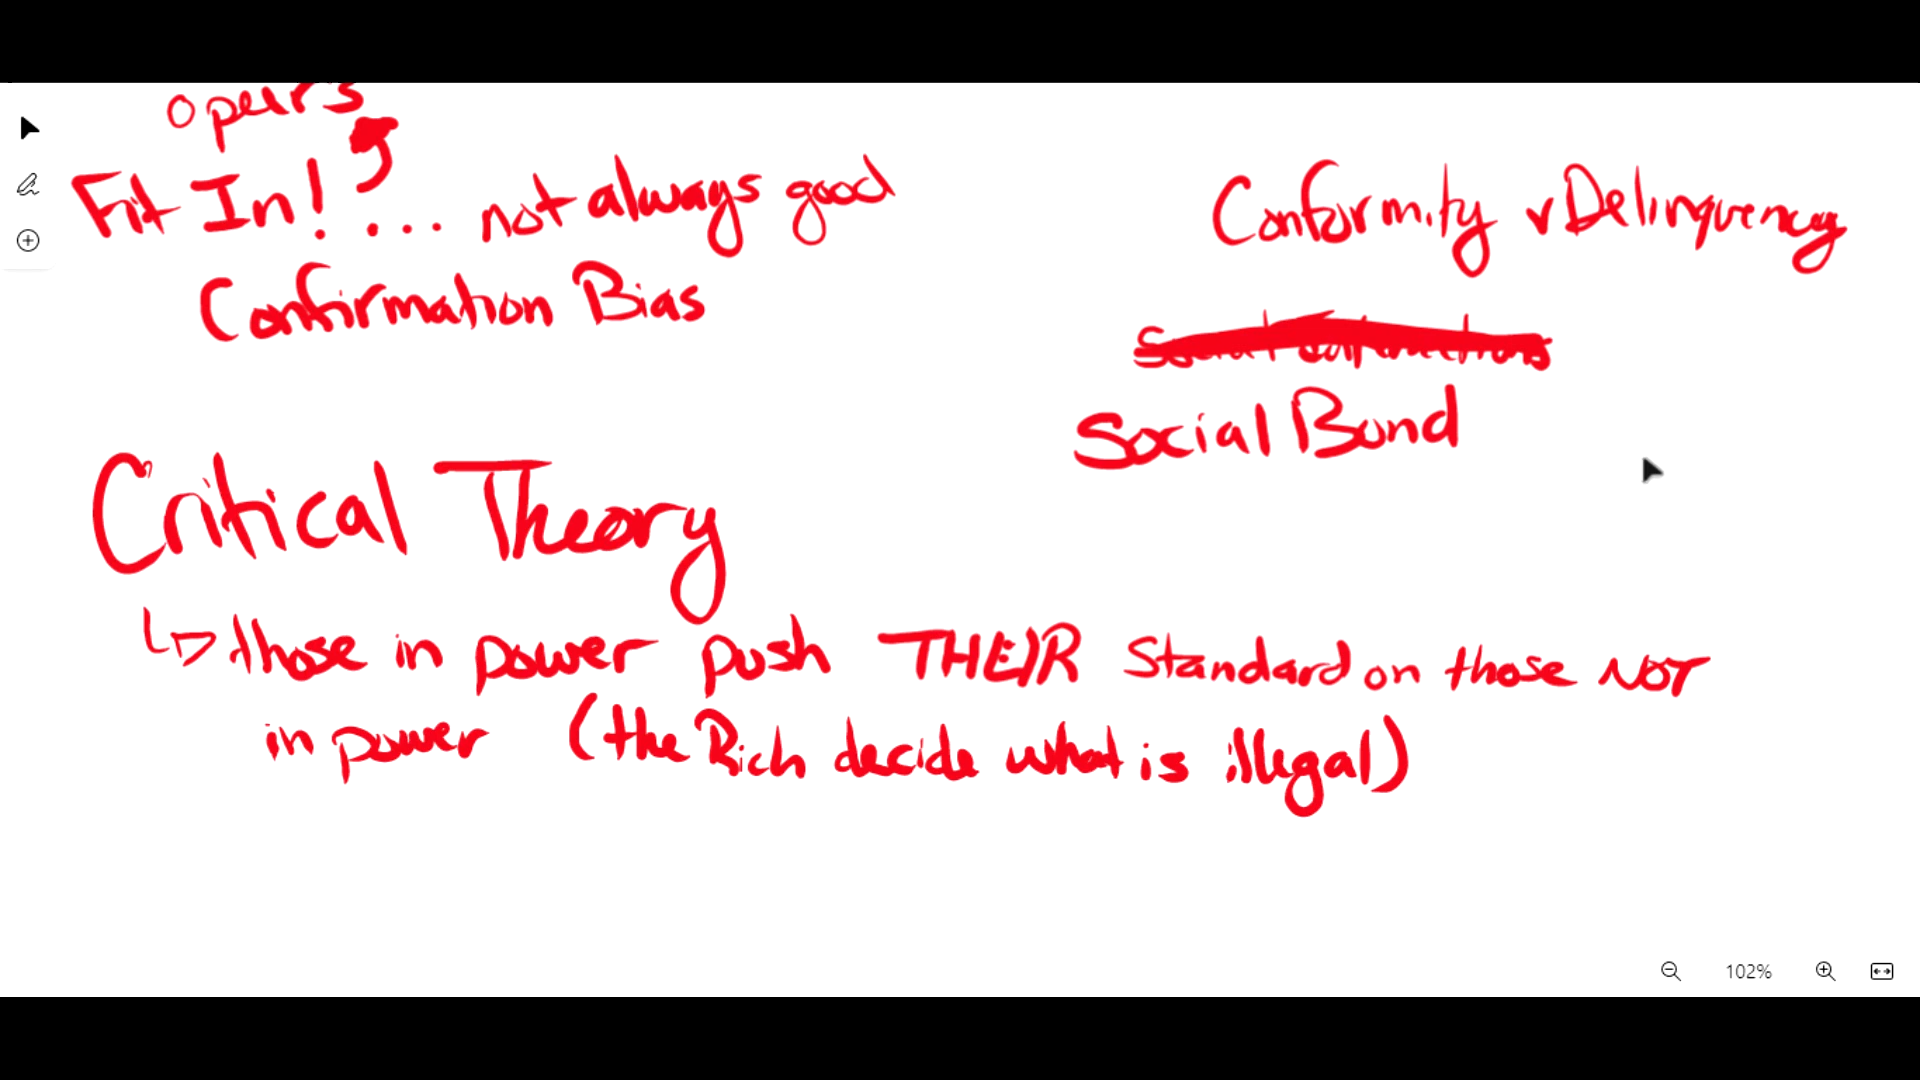 peers
Fit In! ... not always good
Confirmation Bias
Conformity v Delinquency
Social Bond
Critical Theory
those in power push THEIR Standard on those NOT
in power (the Rich decide what is illegal)
102%